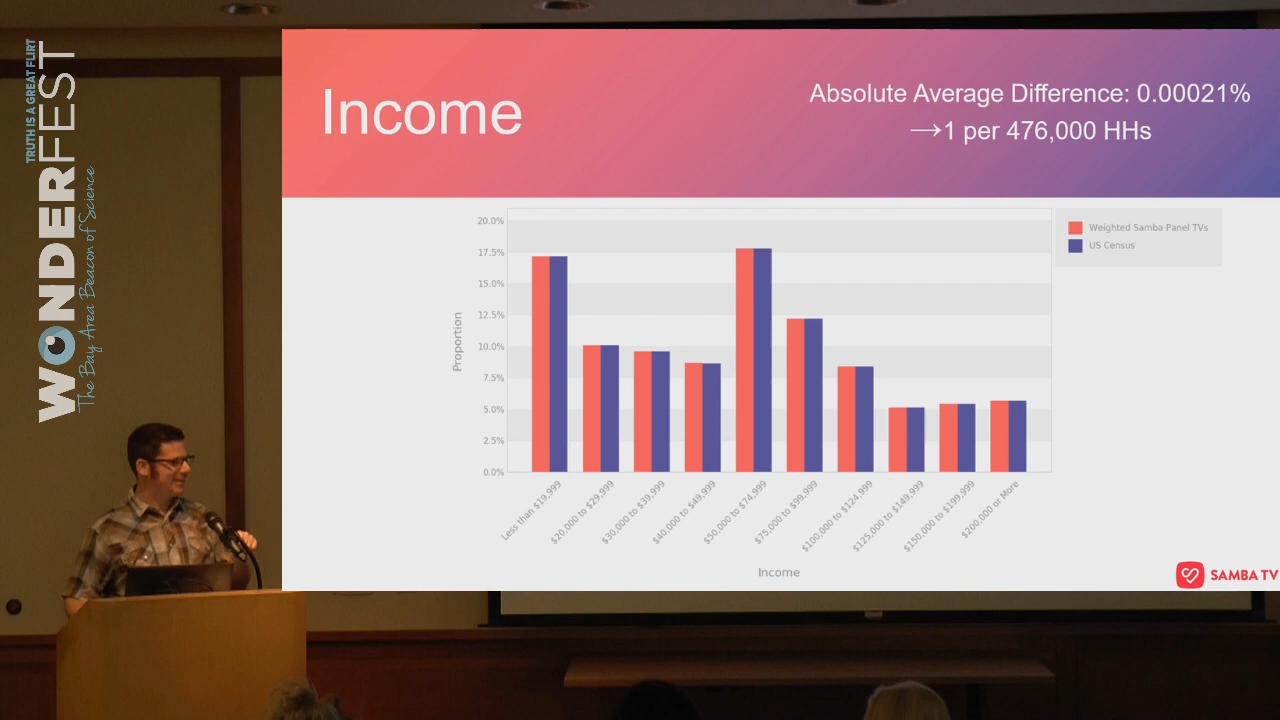 TRUTH IS A GREAT FLIRT
WONDERFEST
The Bay Area Beacon of Science
Income
Absolute Average Difference: 0.00021%
→1 per 476,000 HHs
Weighted Samba Panel TVs
US Census
Proportion
20.0%
17.5%
15.0%
12.5%
10.0%
7.5%
5.0%
2.5%
0.0%
Less than $19,999
$20,000 to $29,999
$30,000 to $39,999
$40,000 to $49,999
$50,000 to $74,999
$75,000 to $99,999
$100,000 to $124,999
$125,000 to $149,999
$150,000 to $199,999
$200,000 or More
Income
SAMBA TV